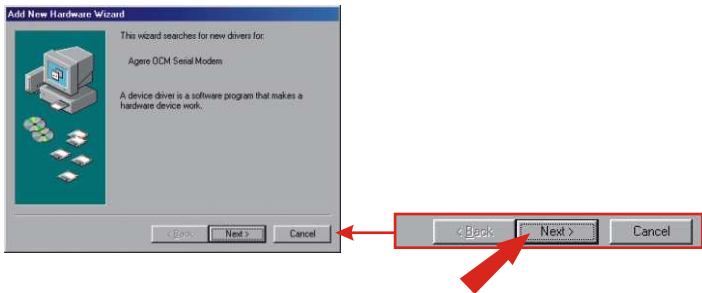 Add New Hardware Wizard
This wizard searches for new drivers for:
Agere OCM Serial Modem
A device driver is a software program that makes a
hardware device work.
< Back
Next >
Cancel
< Back
Next >
Cancel